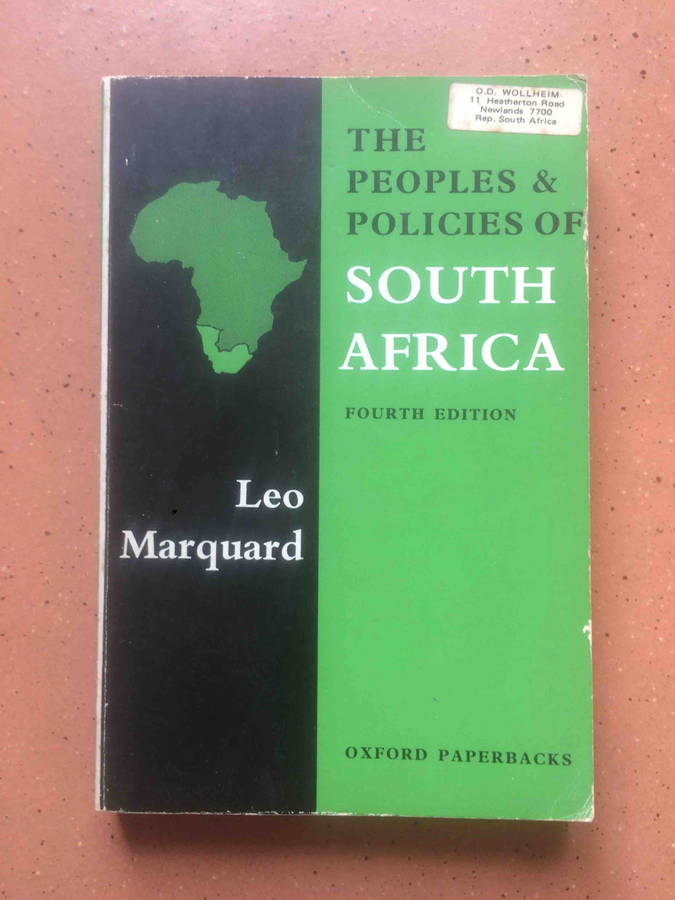 O.D. WOLLHEIM
11 Heatherton Road
Newlands 7700
Rep. South Africa
THE
PEOPLES &
POLICIES OF
SOUTH
AFRICA
FOURTH EDITION
Leo
Marquard
OXFORD PAPERBACKS